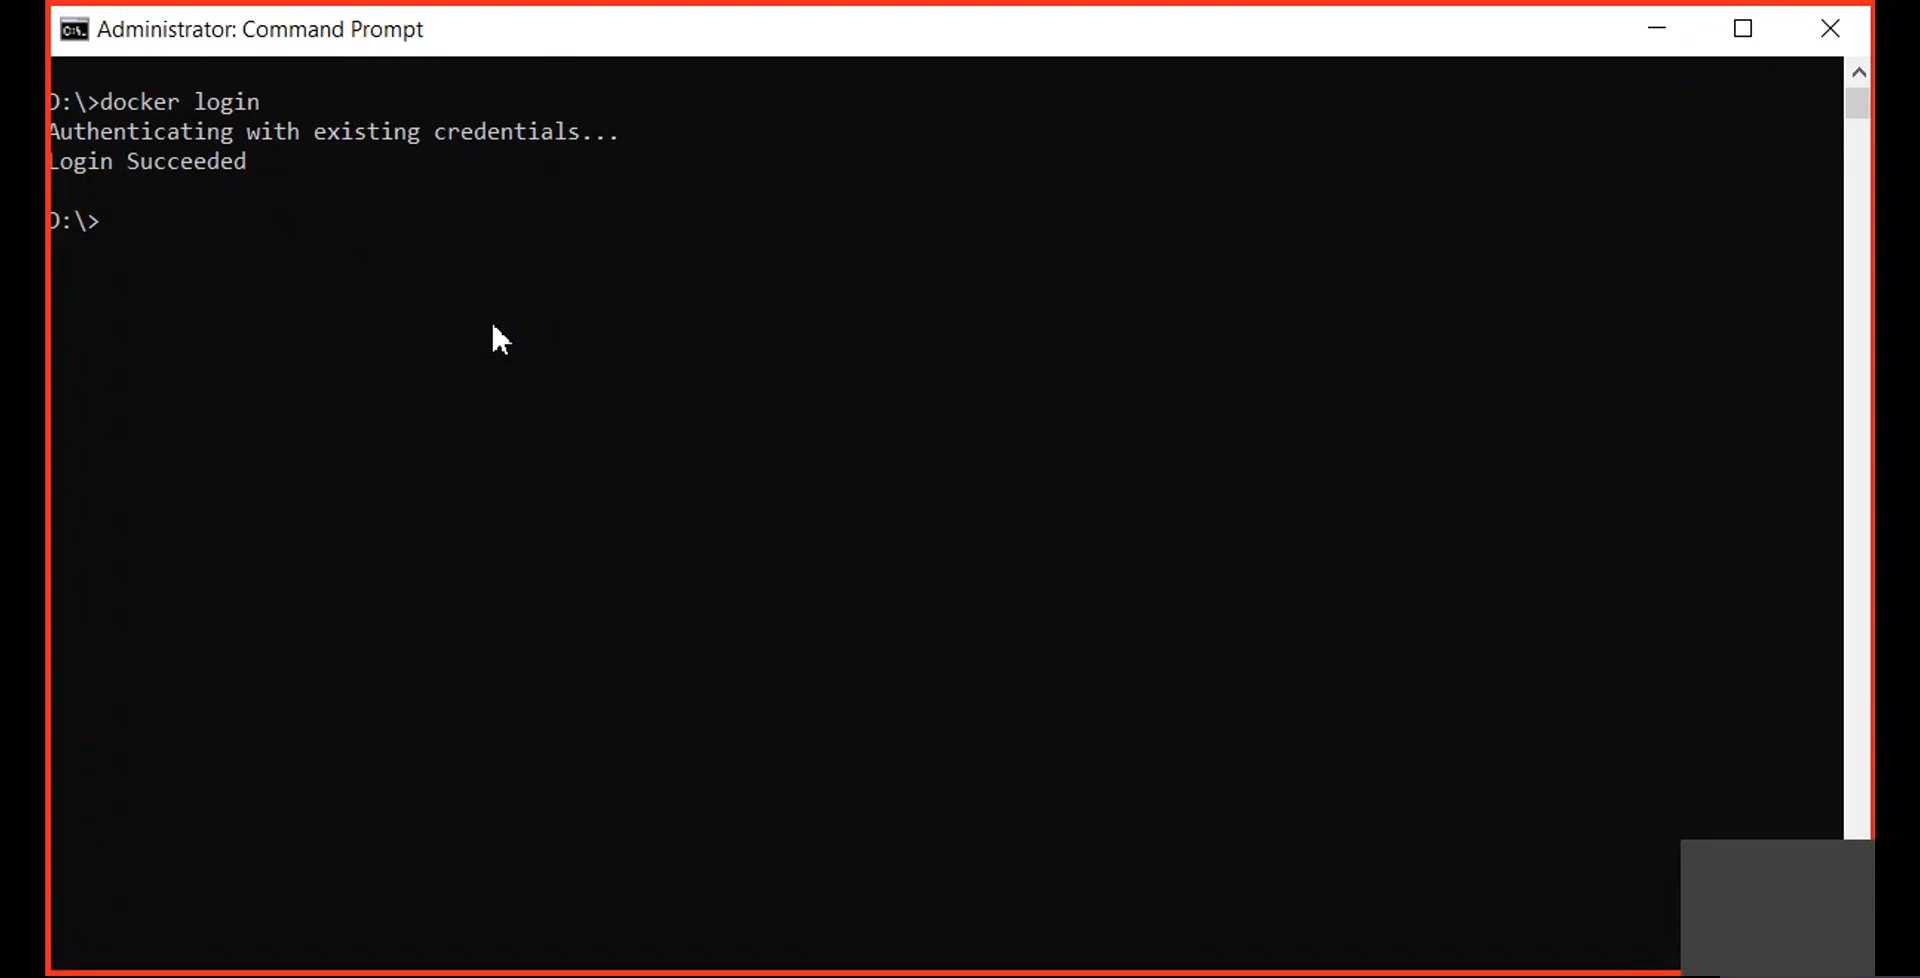 Administrator: Command Prompt
D:\>docker login
Authenticating with existing credentials...
Login Succeeded
D:\>